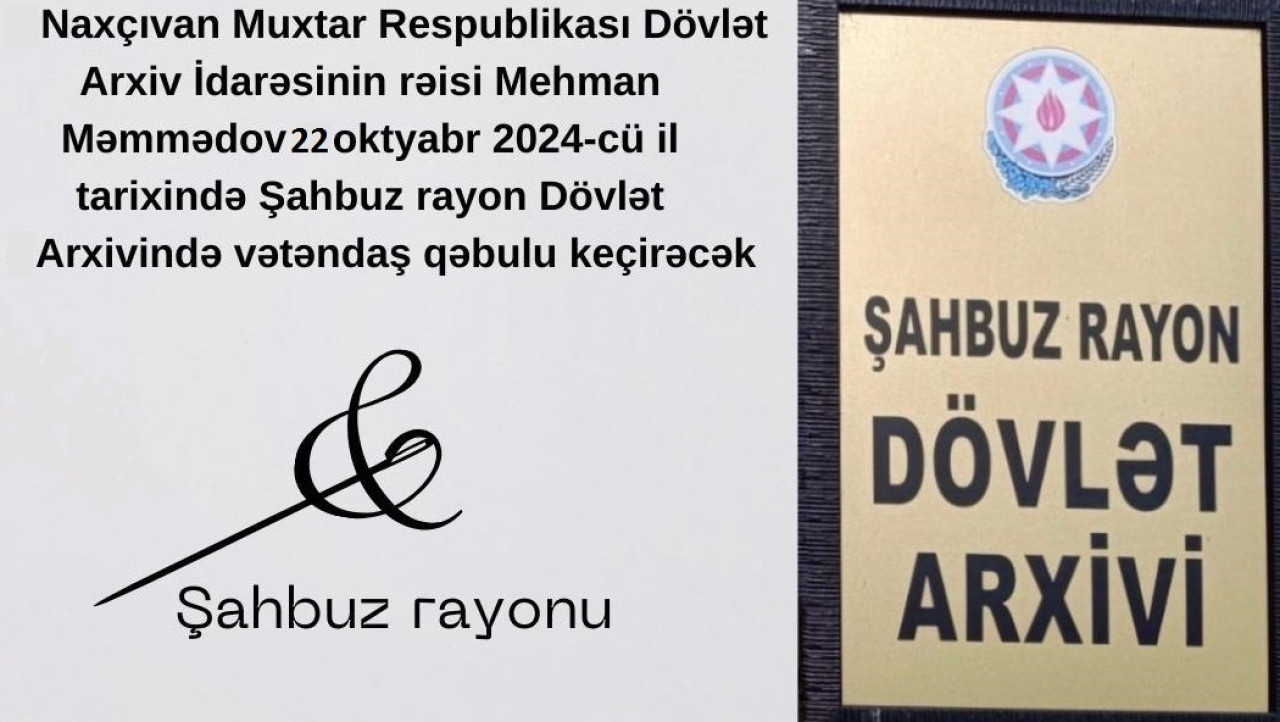 Naxçıvan Muxtar Respublikası Dövlət
Arxiv İdarəsinin rəisi Mehman
Məmmədov 22 oktyabr 2024-cü il
tarixində Şahbuz rayon Dövlət
Arxivində vətəndaş qəbulu keçirəcək
Şahbuz rayonu
ŞAHBUZ RAYON
DÖVLƏT
ARXİVİ